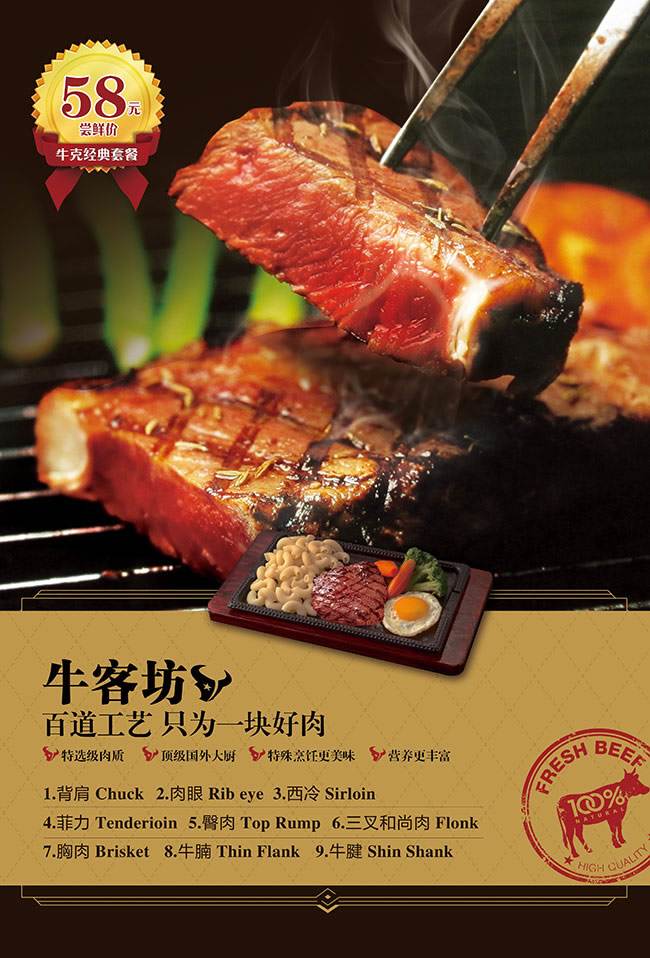 58元
尝鲜价
牛克经典套餐
牛客坊
百道工艺 只为一块好肉
特选级肉质 顶级国外大厨 特殊烹饪更美味 营养更丰富
1.背肩 Chuck 2.肉眼 Rib eye 3.西冷 Sirloin
4.菲力 Tenderioin 5.臀肉 Top Rump 6.三叉和尚肉 Flonk
7.胸肉 Brisket 8.牛腩 Thin Flank 9.牛腱 Shin Shank
FRESH BEEF
100%
NATURAL
HIGH QUALITY